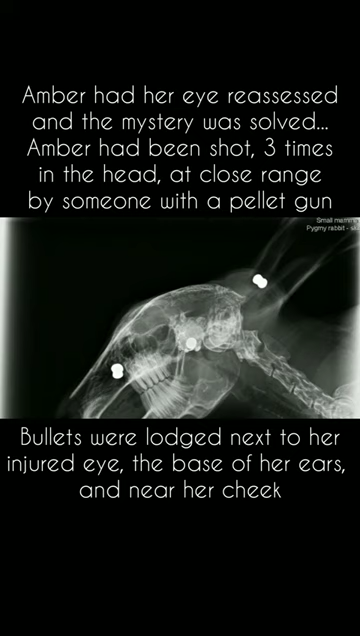 Amber had her eye reassessed
and the mystery was solved...
Amber had been shot, 3 times
in the head, at close range
by someone with a pellet gun
Small mamm
Pygmy rabbit - sk
Bullets were lodged next to her
injured eye, the base of her ears,
and near her cheek